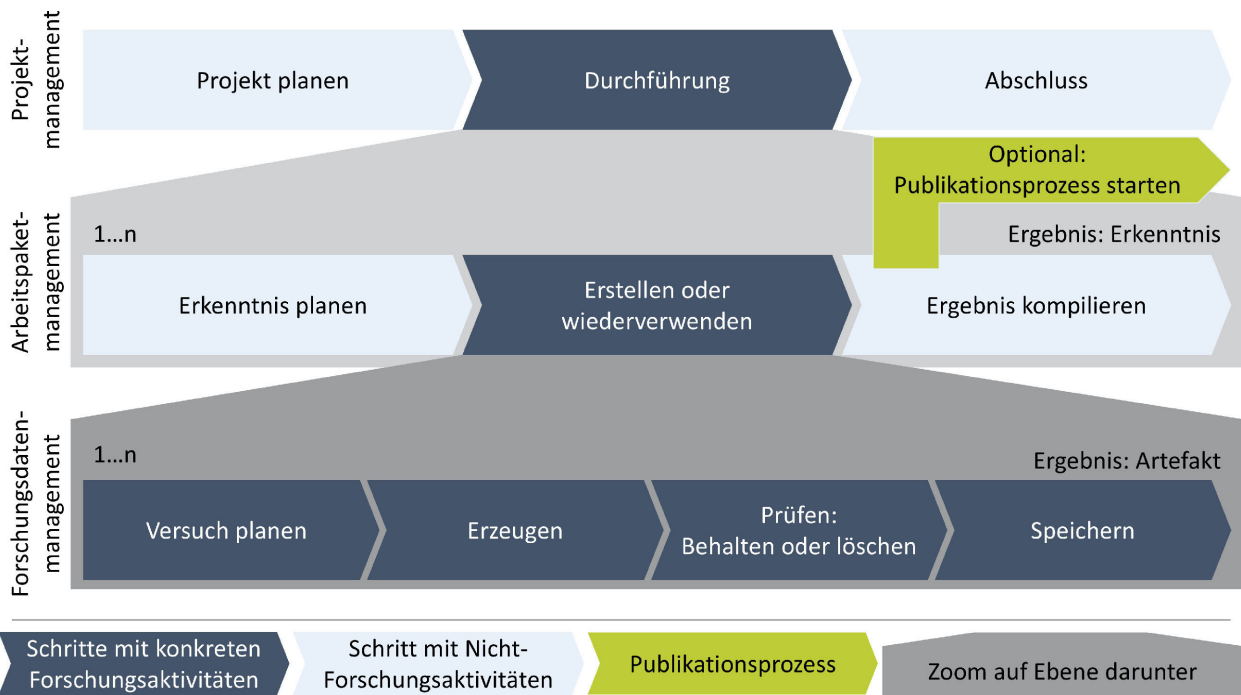 Projekt-
management
Projekt planen
Durchführung
Abschluss
Optional:
Publikationsprozess starten
Arbeitspaket-
management
1...n
Ergebnis: Erkenntnis
Erkenntnis planen
Erstellen oder
wiederverwenden
Ergebnis kompilieren
Forschungsdaten-
management
1...n
Ergebnis: Artefakt
Versuch planen
Erzeugen
Prüfen:
Behalten oder löschen
Speichern
Schritte mit konkreten
Forschungsaktivitäten
Schritt mit Nicht-
Forschungsaktivitäten
Publikationsprozess
Zoom auf Ebene darunter